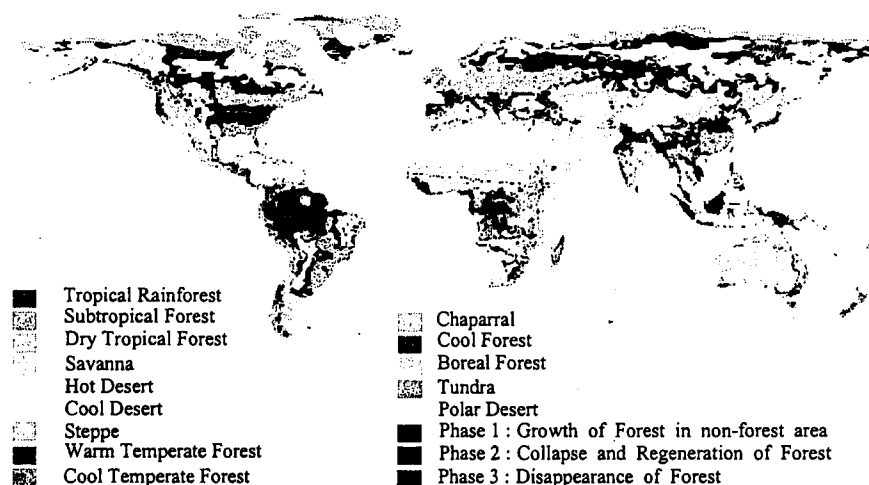 Tropical Rainforest
Subtropical Forest
Dry Tropical Forest
Savanna
Hot Desert
Cool Desert
Steppe
Warm Temperate Forest
Cool Temperate Forest
Chaparral
Cool Forest
Boreal Forest
Tundra
Polar Desert
Phase 1 : Growth of Forest in non-forest area
Phase 2 : Collapse and Regeneration of Forest
Phase 3 : Disappearance of Forest